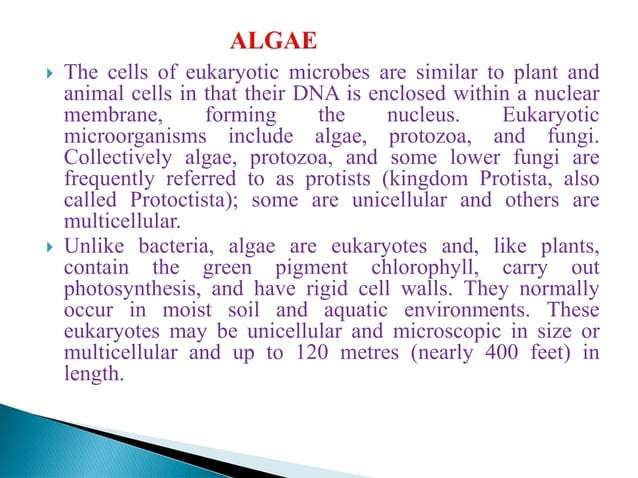 ALGAE
The cells of eukaryotic microbes are similar to plant and
animal cells in that their DNA is enclosed within a nuclear
membrane, forming the nucleus. Eukaryotic
microorganisms include algae, protozoa, and fungi.
Collectively algae, protozoa, and some lower fungi are
frequently referred to as protists (kingdom Protista, also
called Protoctista); some are unicellular and others are
multicellular.
Unlike bacteria, algae are eukaryotes and, like plants,
contain the green pigment chlorophyll, carry out
photosynthesis, and have rigid cell walls. They normally
occur in moist soil and aquatic environments. These
eukaryotes may be unicellular and microscopic in size or
multicellular and up to 120 metres (nearly 400 feet) in
length.